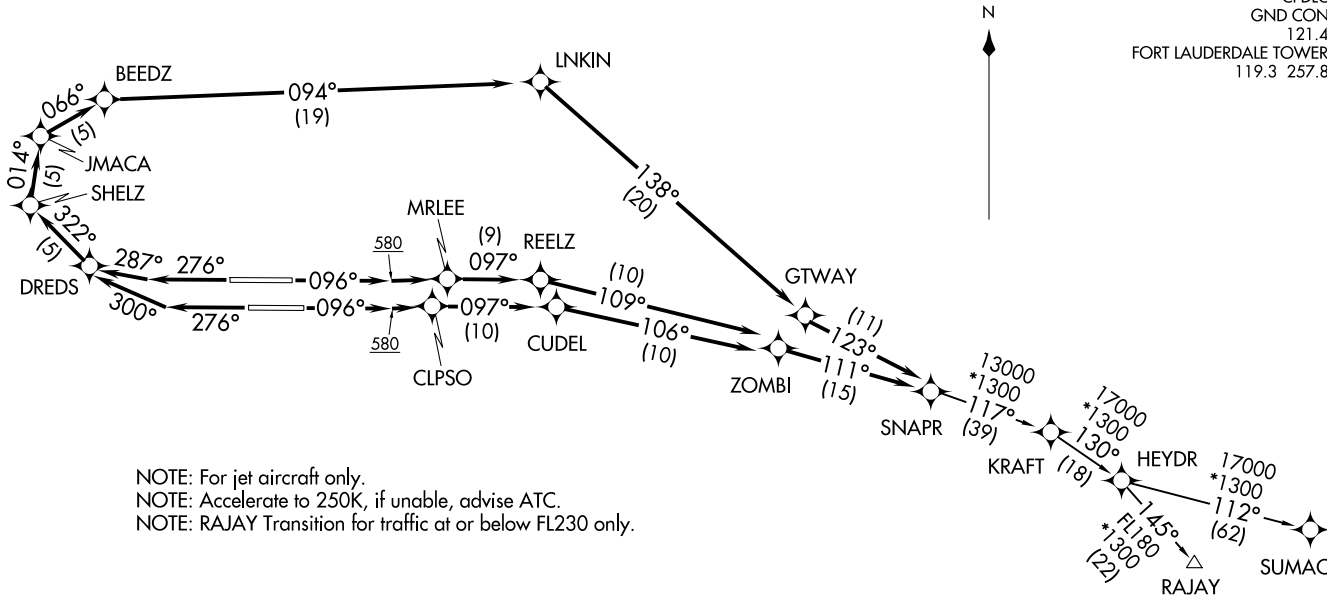 CPDLC
GND CON
121.4
FORT LAUDERDALE TOWER
119.3 257.8
N
BEEDZ
LNKIN
066°
(5)
094°
(19)
JMACA
014°
(5)
SHELZ
138°
(20)
322°
(5)
MRLEE
580
(9)
097°
REELZ
DREDS
287°
276°
096°
(10)
109°
GTWAY
(11)
123°
300°
276°
096°
580
097°
(10)
CUDEL
106°
(10)
CLPSO
ZOMBI
111°
(15)
SNAPR
13000
*1300
117°
(39)
KRAFT
17000
*1300
130°
(18)
HEYDR
17000
*1300
112°
(62)
SUMAC
145°
FL180
*1300
(22)
RAJAY
NOTE: For jet aircraft only.
NOTE: Accelerate to 250K, if unable, advise ATC.
NOTE: RAJAY Transition for traffic at or below FL230 only.